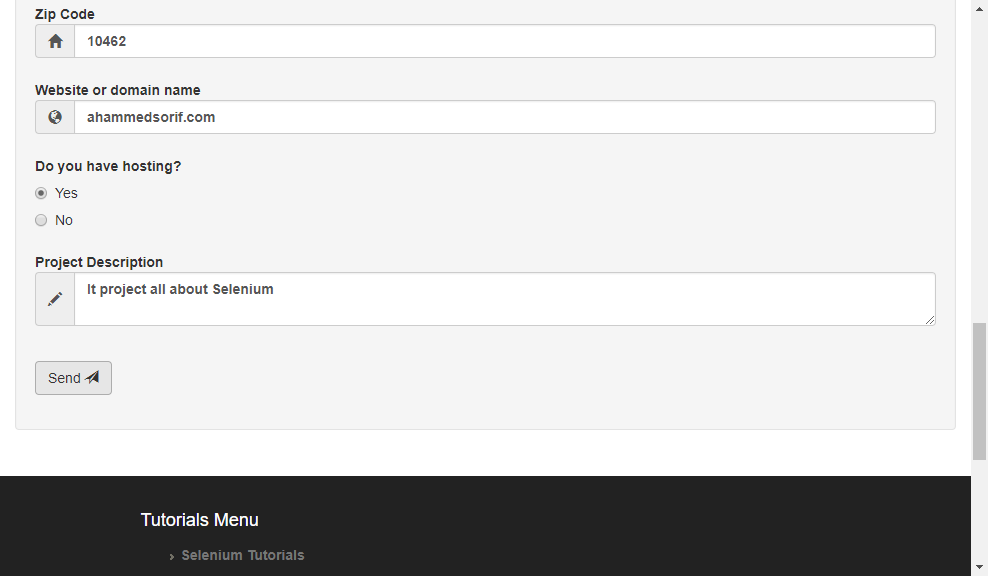 Zip Code
10462
Website or domain name
ahammedsorif.com
Do you have hosting?
Yes
No
Project Description
It project all about Selenium
Send
Tutorials Menu
Selenium Tutorials